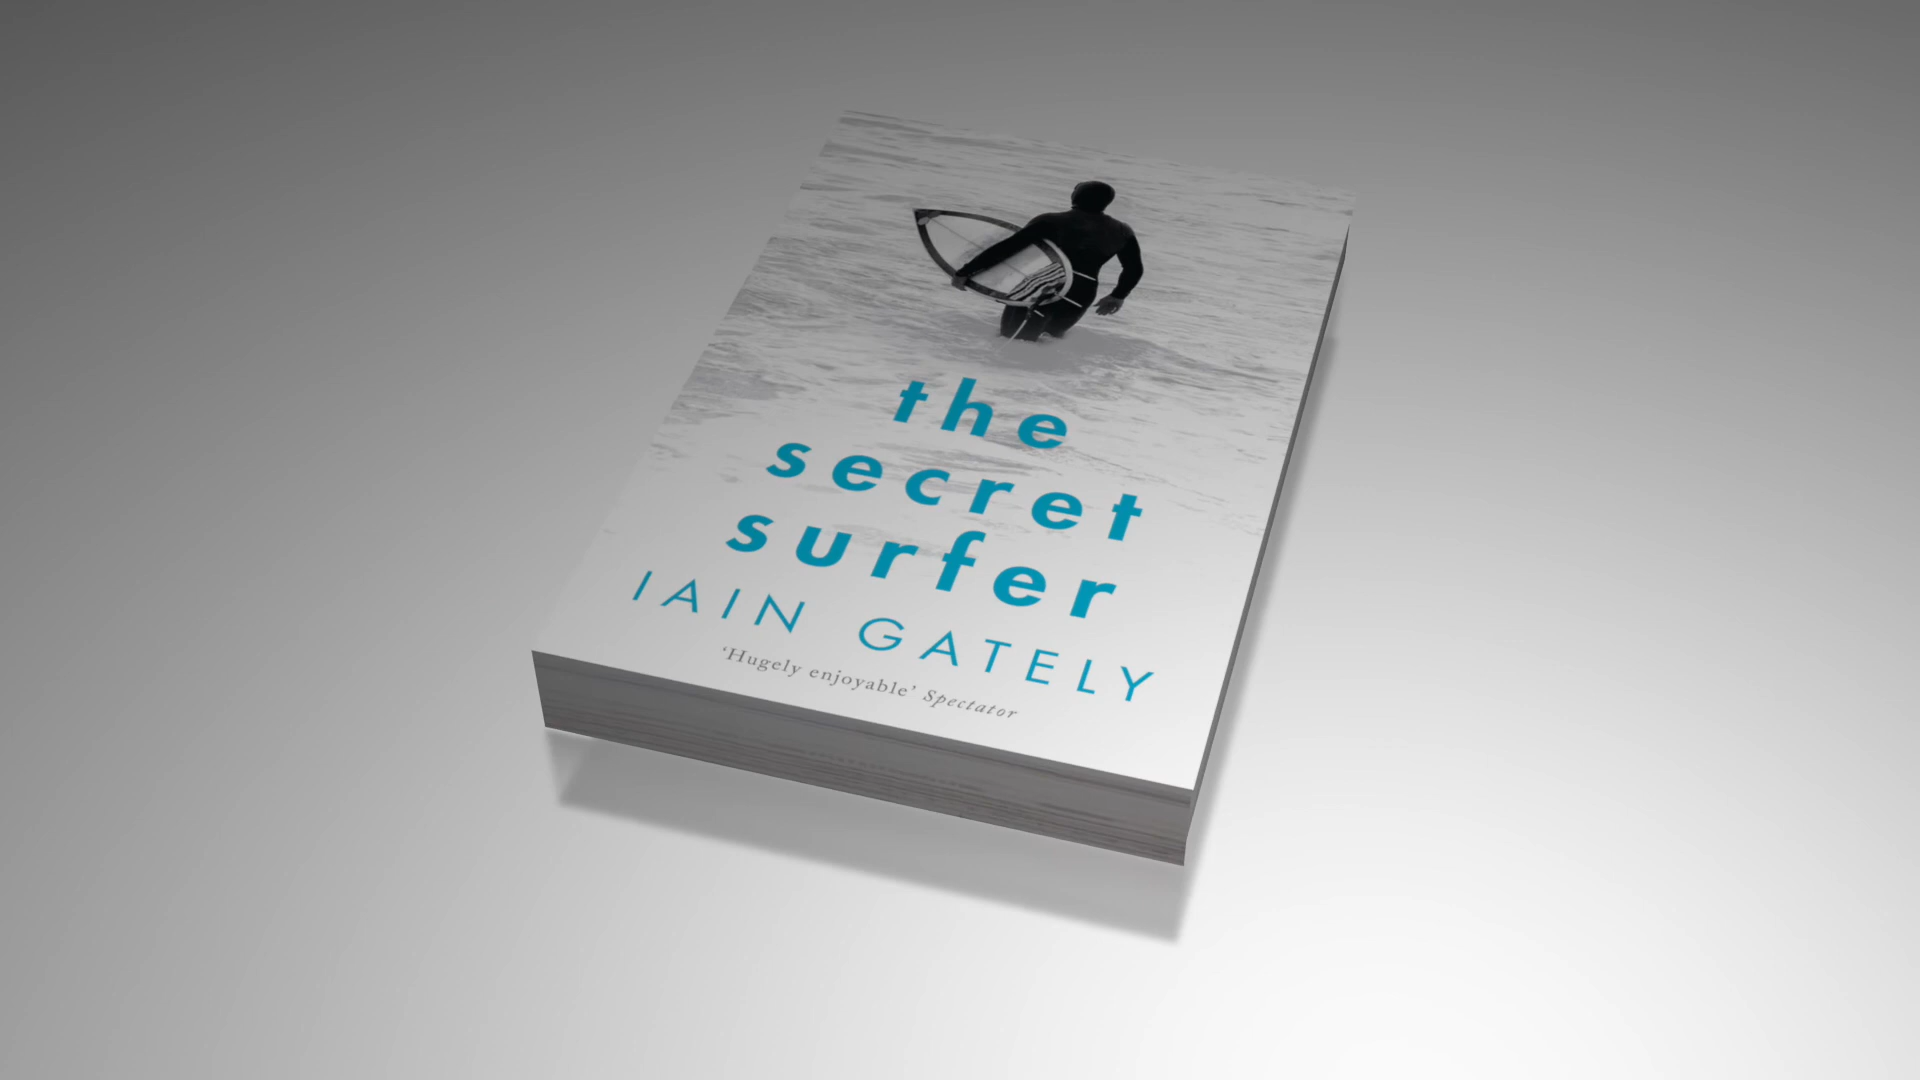 the
secret
surfer
IAIN GATELY
‘Hugely enjoyable’ Spectator